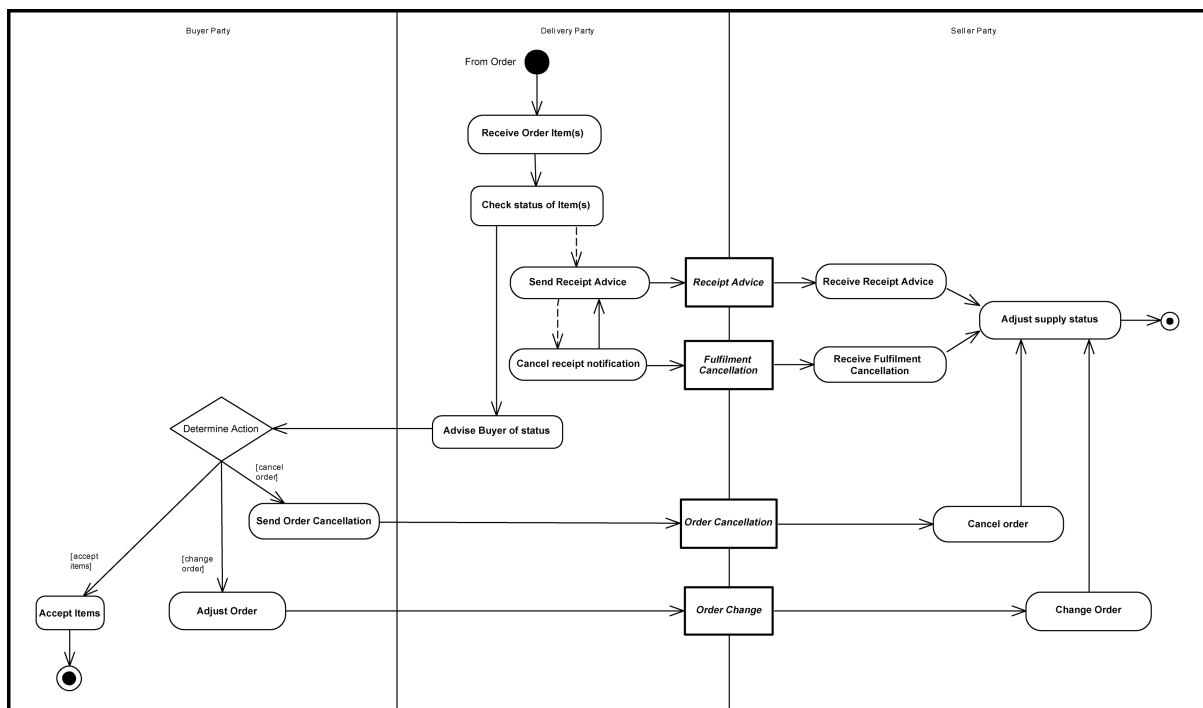 Buyer Party
Delivery Party
Seller Party
From Order
Receive Order Item(s)
Check status of Item(s)
Send Receipt Advice
Receipt Advice
Receive Receipt Advice
Adjust supply status
Cancel receipt notification
Fulfilment
Cancellation
Receive Fulfilment
Cancellation
Determine Action
Advise Buyer of status
[cancel
order]
Send Order Cancellation
Order Cancellation
Cancel order
[accept
items]
[change
order]
Accept Items
Adjust Order
Order Change
Change Order